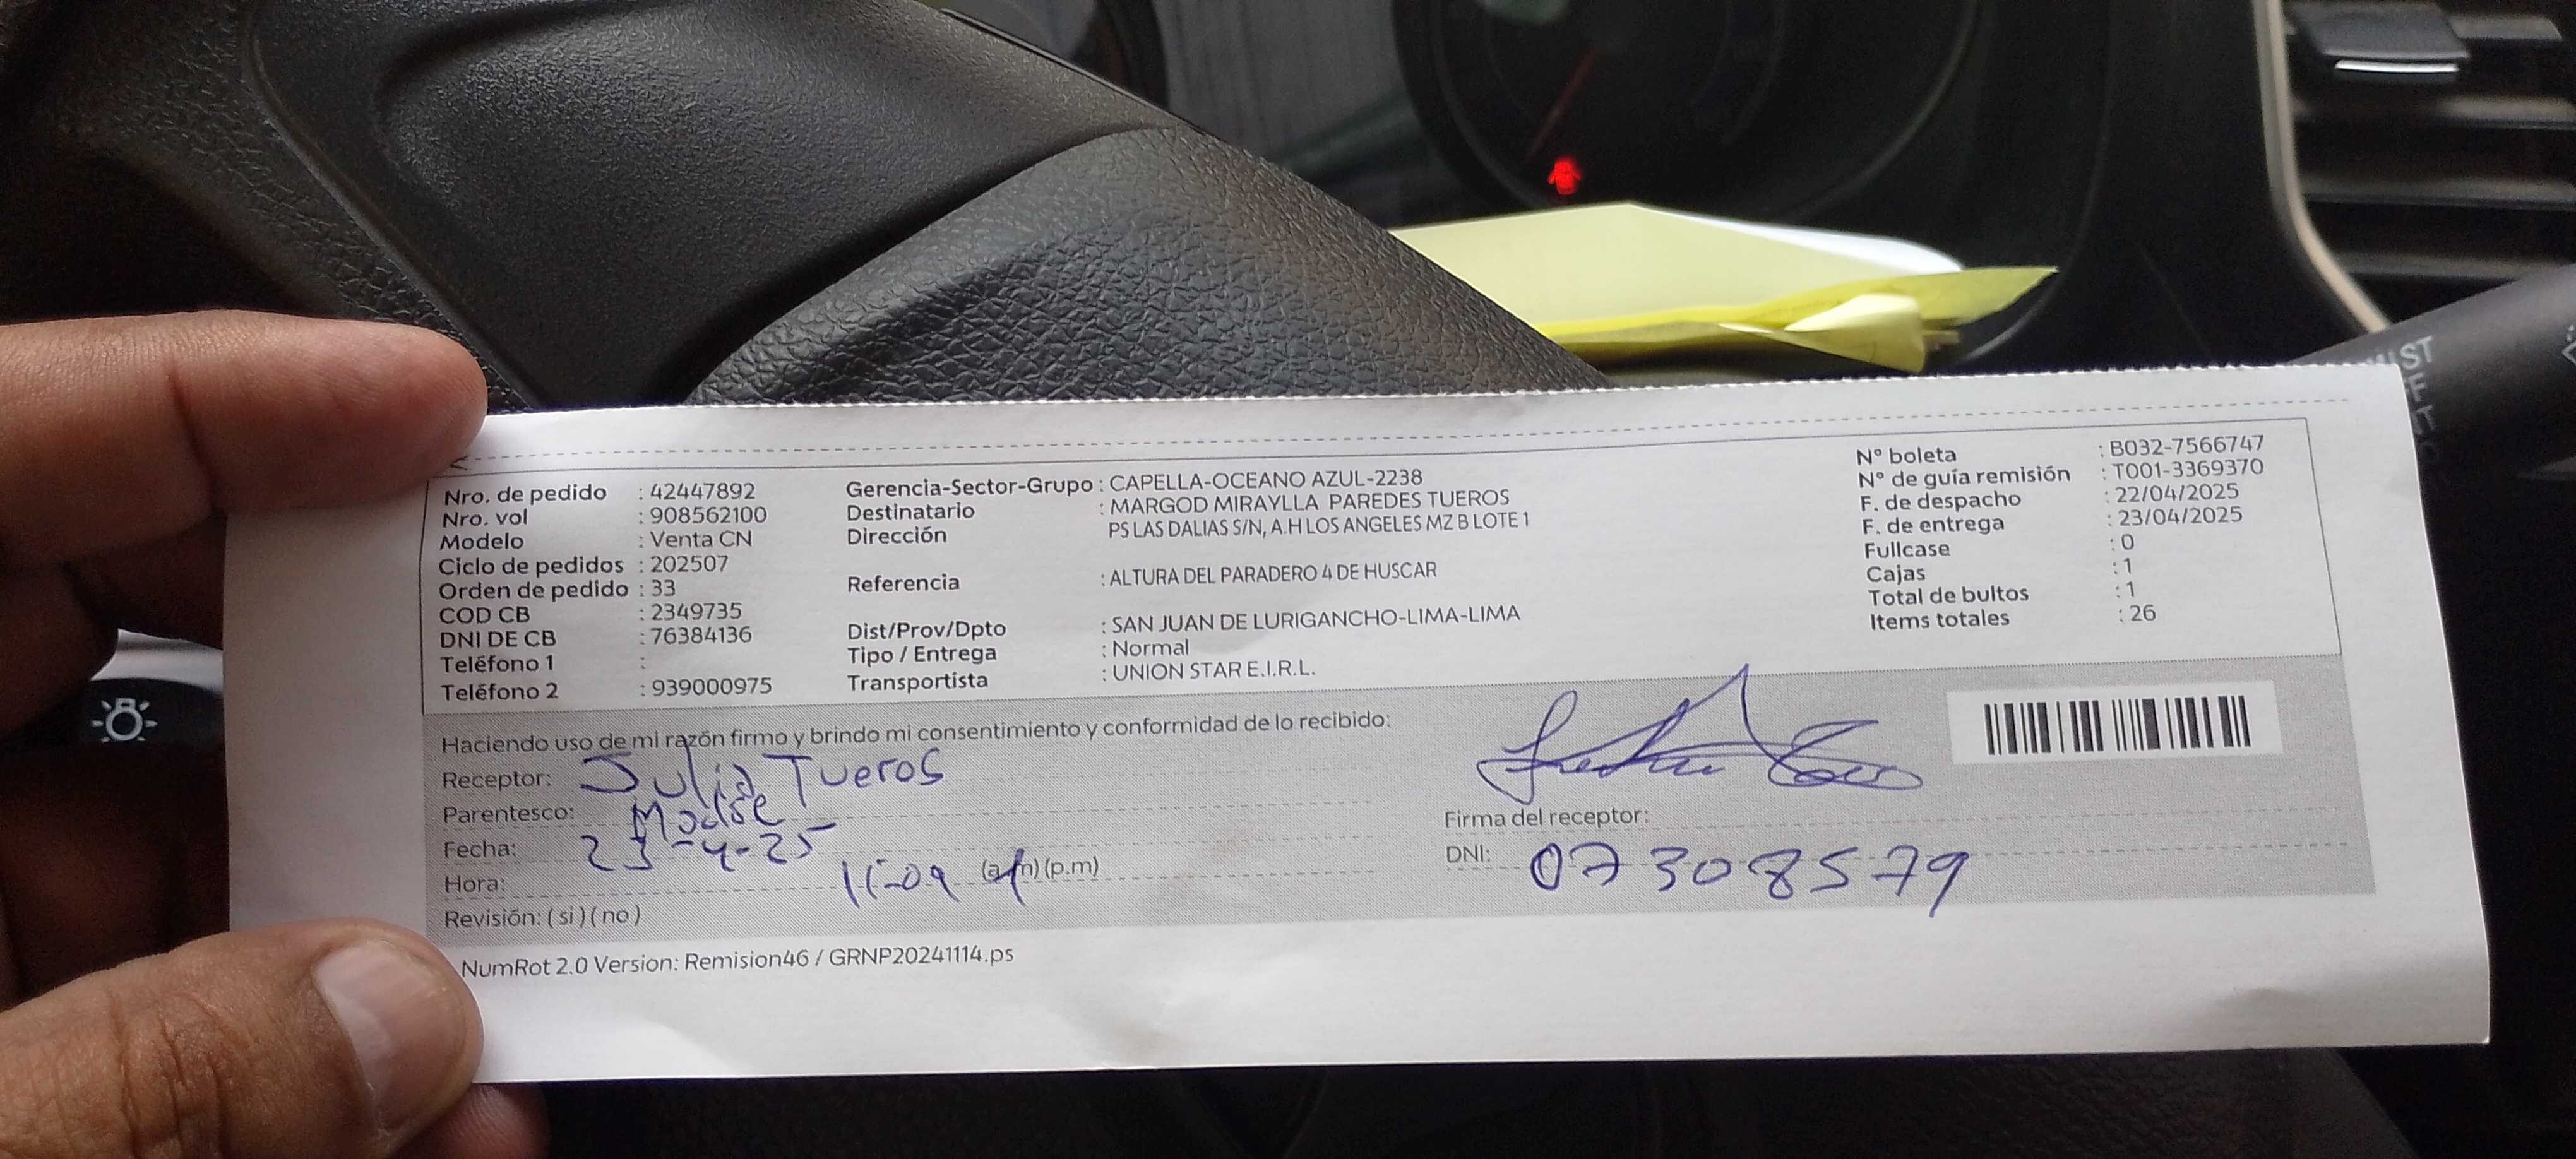 Nro. de pedido : 42447892
Nro. vol : 908562100
Modelo : Venta CN
Ciclo de pedidos : 202507
Orden de pedido : 33
COD CB : 2349735
DNI DE CB : 76384136
Teléfono 1 :
Teléfono 2 : 939000975
Gerencia-Sector-Grupo : CAPELLA-OCEANO AZUL-2238
Destinatario : MARGOD MIRAYLLA PAREDES TUEROS
Dirección PS LAS DALIAS S/N, A.H LOS ANGELES MZ B LOTE 1
Referencia : ALTURA DEL PARADERO 4 DE HUSCAR
Dist/Prov/Dpto : SAN JUAN DE LURIGANCHO-LIMA-LIMA
Tipo / Entrega : Normal
Transportista : UNION STAR E.I.R.L.
N° boleta : B032-7566747
N° de guía remisión : T001-3369370
F. de despacho : 22/04/2025
F. de entrega : 23/04/2025
Fullcase : 0
Cajas : 1
Total de bultos : 1
Items totales : 26
Haciendo uso de mi razón firmo y brindo mi consentimiento y conformidad de lo recibido:
Receptor: Julia Tueros
Parentesco: Madre
Fecha: 23-4-25
Hora: 11-09 (a.m) (p.m)
Revisión: ( si ) ( no )
Firma del receptor:
DNI: 07308579
NumRot 2.0 Version: Remision46 / GRNP20241114.ps